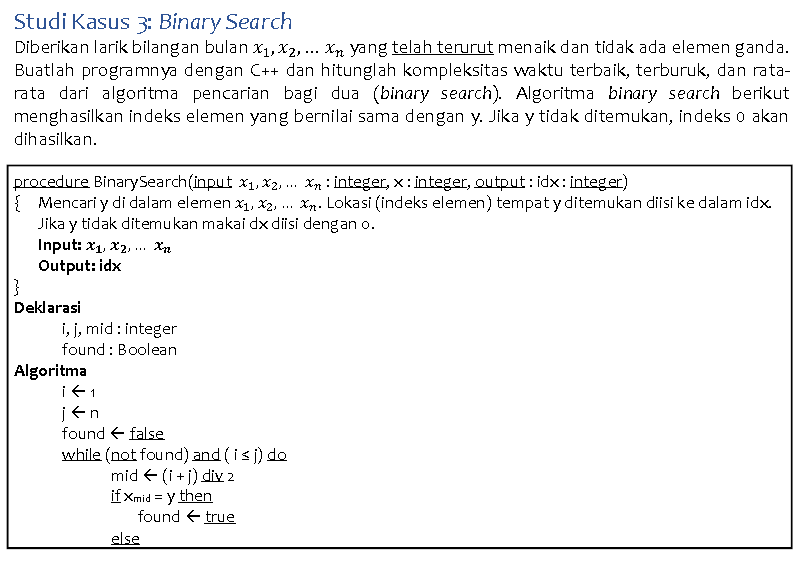 Studi Kasus 3: Binary Search
Diberikan larik bilangan bulan x₁, x₂, ... xₙ yang telah terurut menaik dan tidak ada elemen ganda.
Buatlah programnya dengan C++ dan hitunglah kompleksitas waktu terbaik, terburuk, dan rata-
rata dari algoritma pencarian bagi dua (binary search). Algoritma binary search berikut
menghasilkan indeks elemen yang bernilai sama dengan y. Jika y tidak ditemukan, indeks 0 akan
dihasilkan.
procedure BinarySearch(input x₁, x₂, ... xₙ : integer, x : integer, output : idx : integer)
{ Mencari y di dalam elemen x₁, x₂, ... xₙ. Lokasi (indeks elemen) tempat y ditemukan diisi ke dalam idx.
Jika y tidak ditemukan makai dx diisi dengan 0.
Input: x₁, x₂, ... xₙ
Output: idx
}
Deklarasi
i, j, mid : integer
found : Boolean
Algoritma
i ← 1
j ← n
found ← false
while (not found) and ( i ≤ j) do
mid ← (i + j) div 2
if xmid = y then
found ← true
else